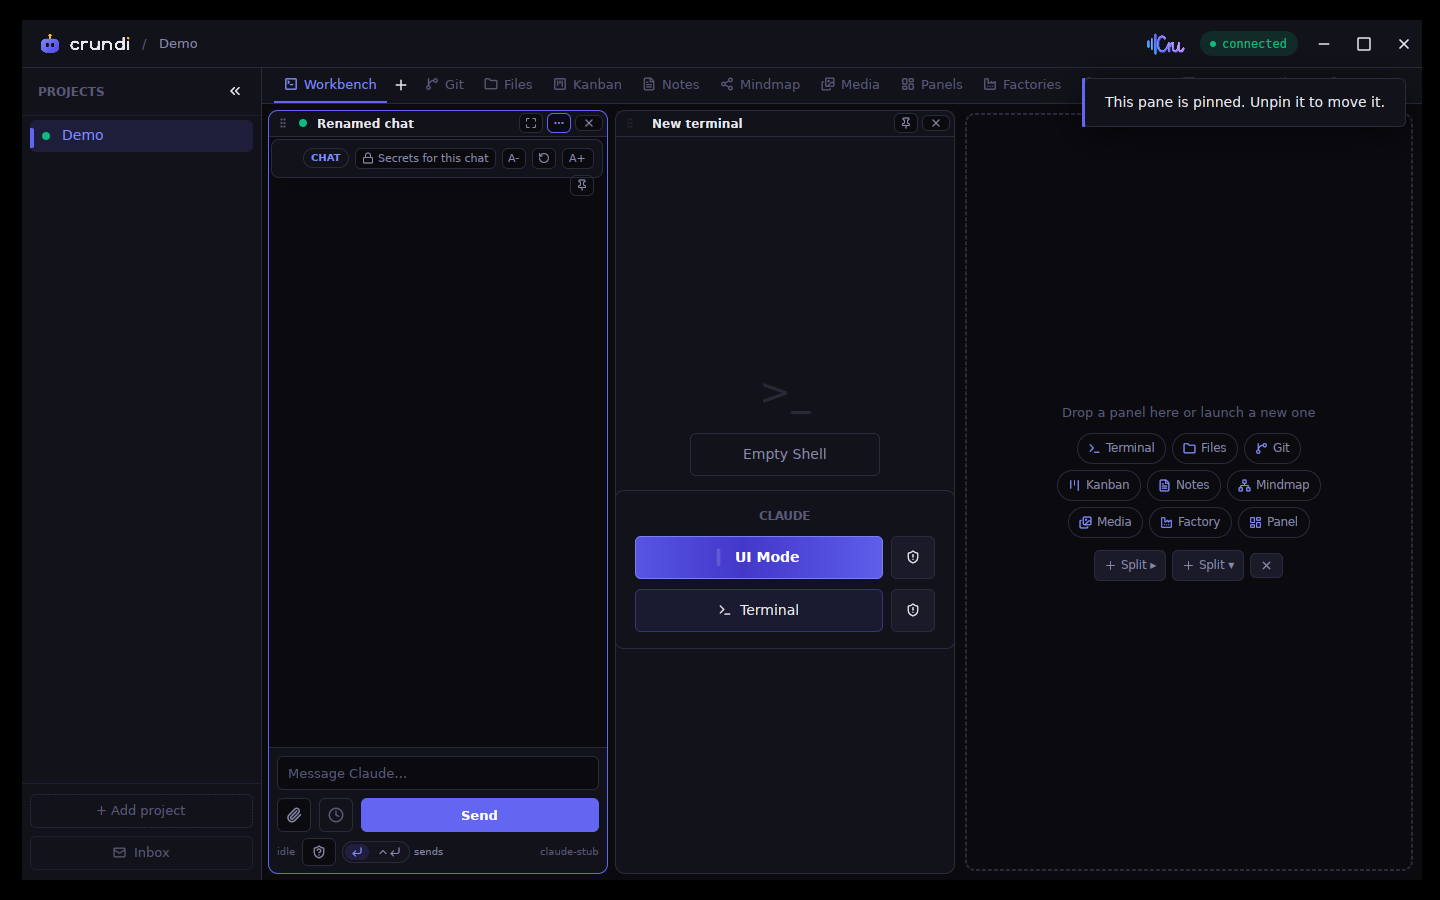 crundi / Demo
Cru
connected
PROJECTS
Workbench
Git
Files
Kanban
Notes
Mindmap
Media
Panels
Factories
This pane is pinned. Unpin it to move it.
Demo
Renamed chat
New terminal
CHAT
Secrets for this chat
A-
A+
>_
Drop a panel here or launch a new one
Terminal
Files
Git
Empty Shell
Kanban
Notes
Mindmap
CLAUDE
Media
Factory
Panel
UI Mode
+ Split ▸
+ Split ▾
Terminal
Message Claude...
+ Add project
Send
Inbox
idle
sends
claude-stub